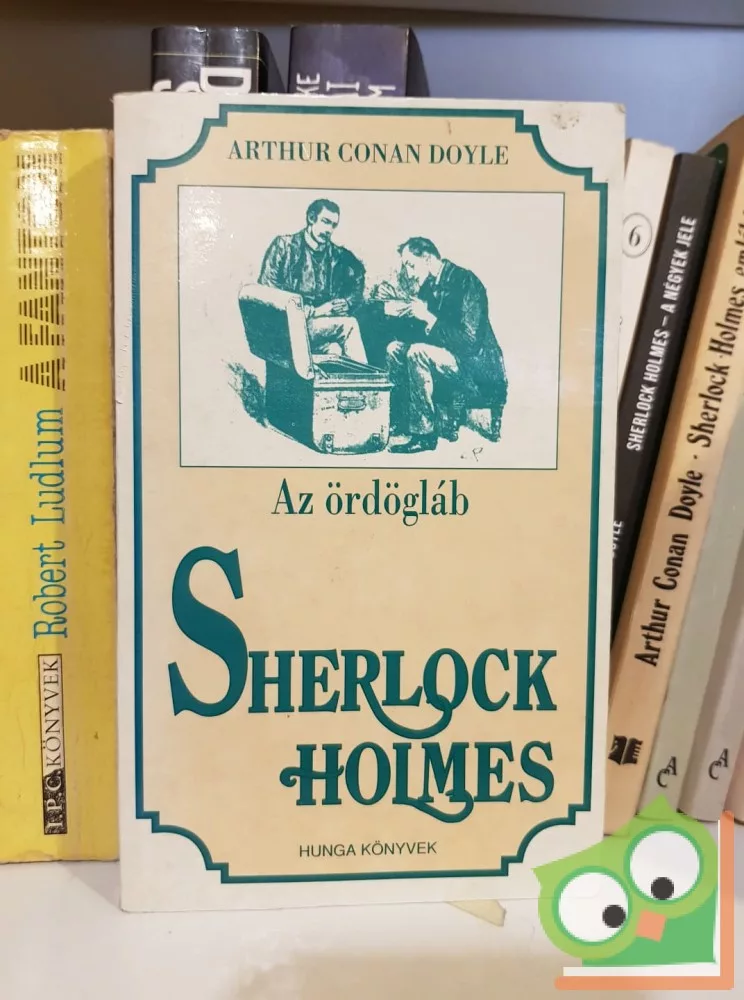 ARTHUR CONAN DOYLE
Az ördögláb
SHERLOCK
HOLMES
HUNGA KÖNYVEK
I.P.C. KÖNYVEK
Robert Ludlum
6
SHERLOCK HOLMES – A NÉGYEK JELE
Arthur Conan Doyle · Sherlock Holmes